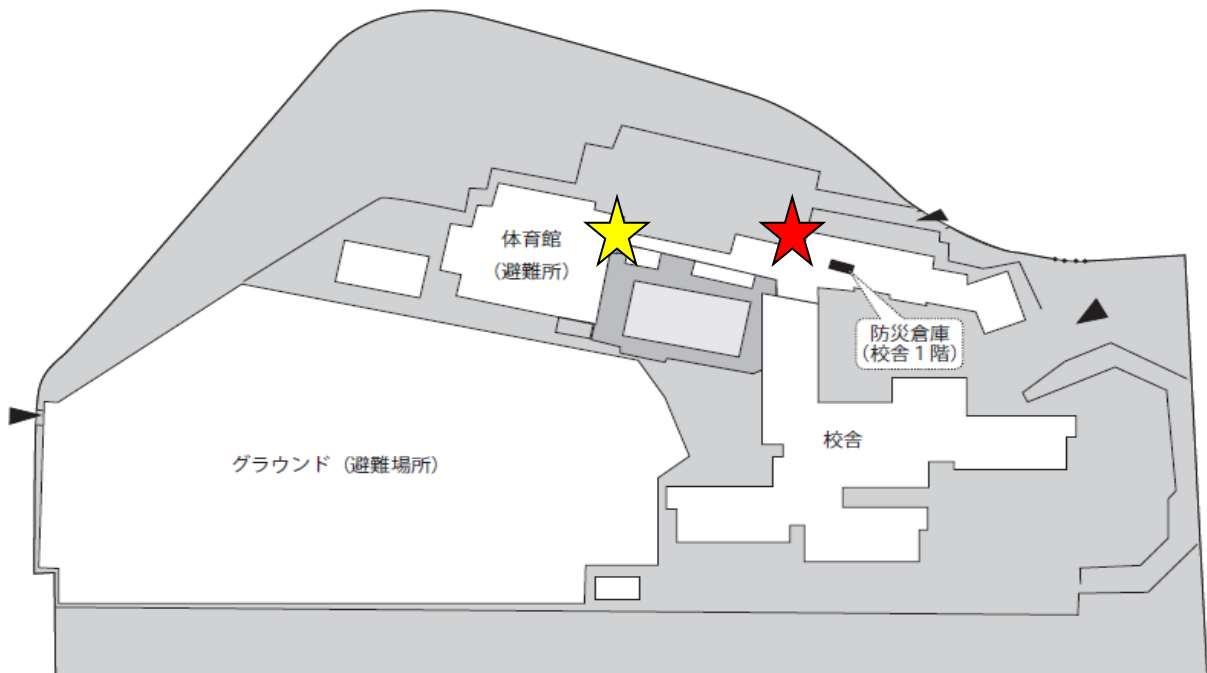 体育館
(避難所)
防災倉庫
(校舎1階)
校舎
グラウンド (避難場所)